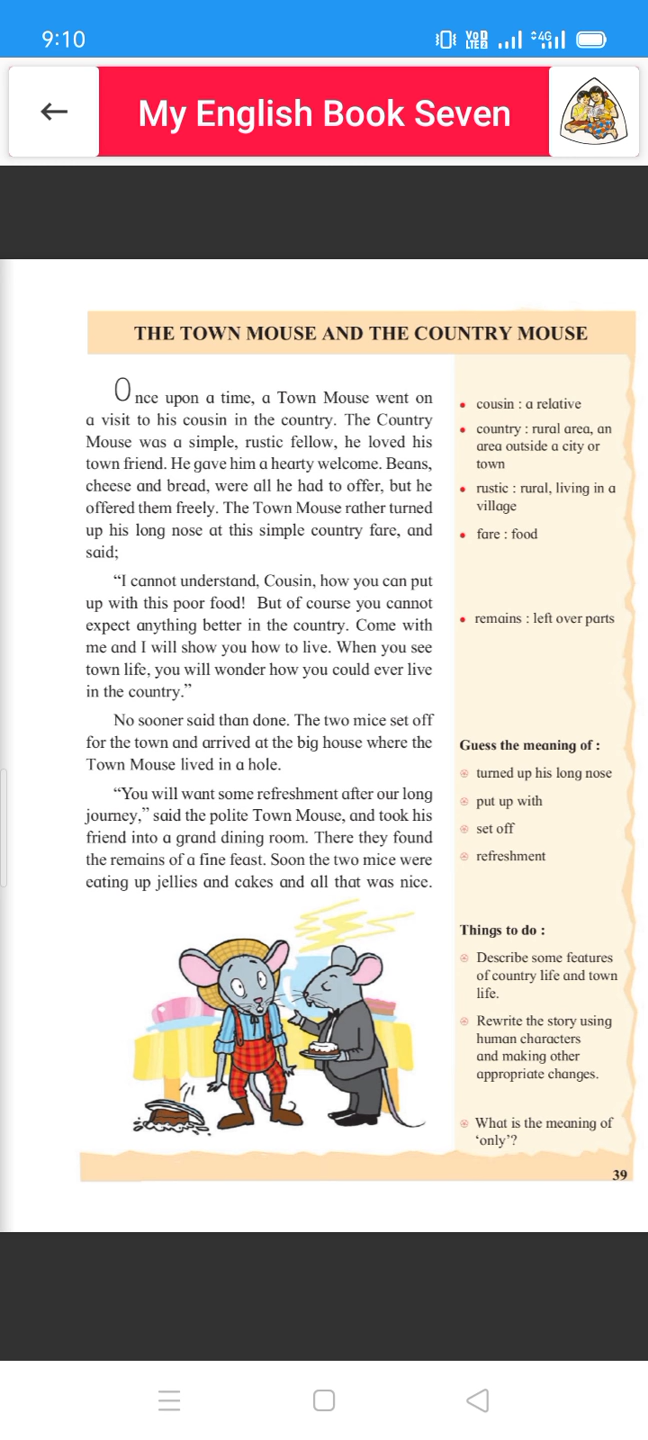 9:10
VoD LTED 4G
My English Book Seven
THE TOWN MOUSE AND THE COUNTRY MOUSE
Once upon a time, a Town Mouse went on
a visit to his cousin in the country. The Country
Mouse was a simple, rustic fellow, he loved his
town friend. He gave him a hearty welcome. Beans,
cheese and bread, were all he had to offer, but he
offered them freely. The Town Mouse rather turned
up his long nose at this simple country fare, and
said;
“I cannot understand, Cousin, how you can put
up with this poor food! But of course you cannot
expect anything better in the country. Come with
me and I will show you how to live. When you see
town life, you will wonder how you could ever live
in the country.”
No sooner said than done. The two mice set off
for the town and arrived at the big house where the
Town Mouse lived in a hole.
“You will want some refreshment after our long
journey,” said the polite Town Mouse, and took his
friend into a grand dining room. There they found
the remains of a fine feast. Soon the two mice were
eating up jellies and cakes and all that was nice.
• cousin : a relative
• country : rural area, an
area outside a city or
town
• rustic : rural, living in a
village
• fare : food
• remains : left over parts
Guess the meaning of :
turned up his long nose
put up with
set off
refreshment
Things to do :
Describe some features
of country life and town
life.
Rewrite the story using
human characters
and making other
appropriate changes.
What is the meaning of
‘only’?
39